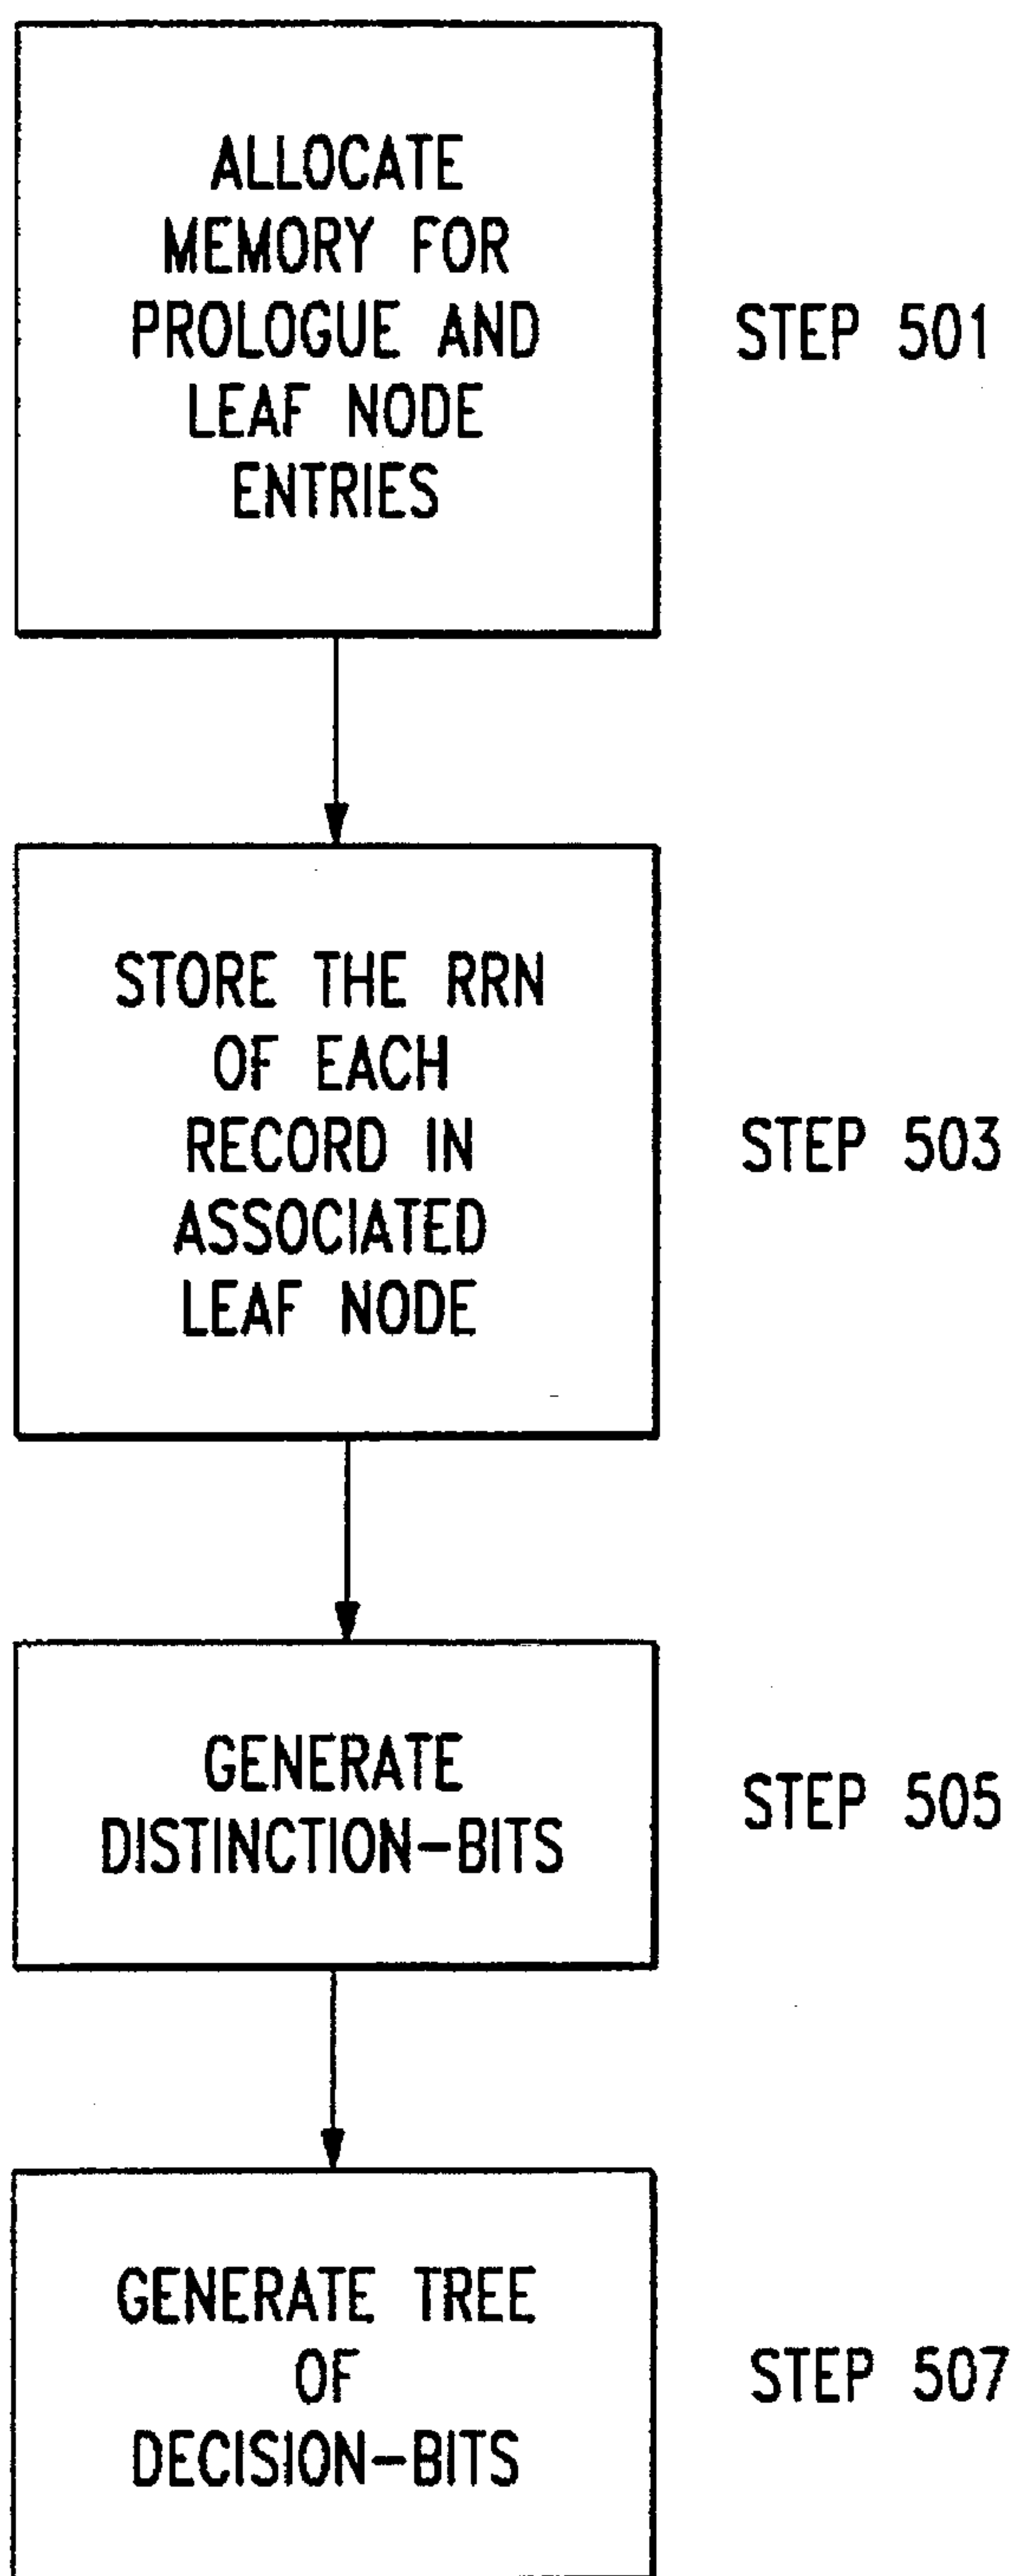 ALLOCATE
MEMORY FOR
PROLOGUE AND
LEAF NODE
ENTRIES
STEP 501
STORE THE RRN
OF EACH
RECORD IN
ASSOCIATED
LEAF NODE
STEP 503
GENERATE
DISTINCTION-BITS
STEP 505
GENERATE TREE
OF
DECISION-BITS
STEP 507